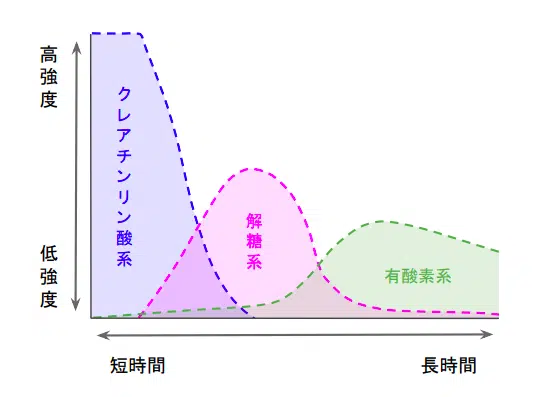 高強度
低強度
クレアチンリン酸系
解糖系
有酸素系
短時間
長時間